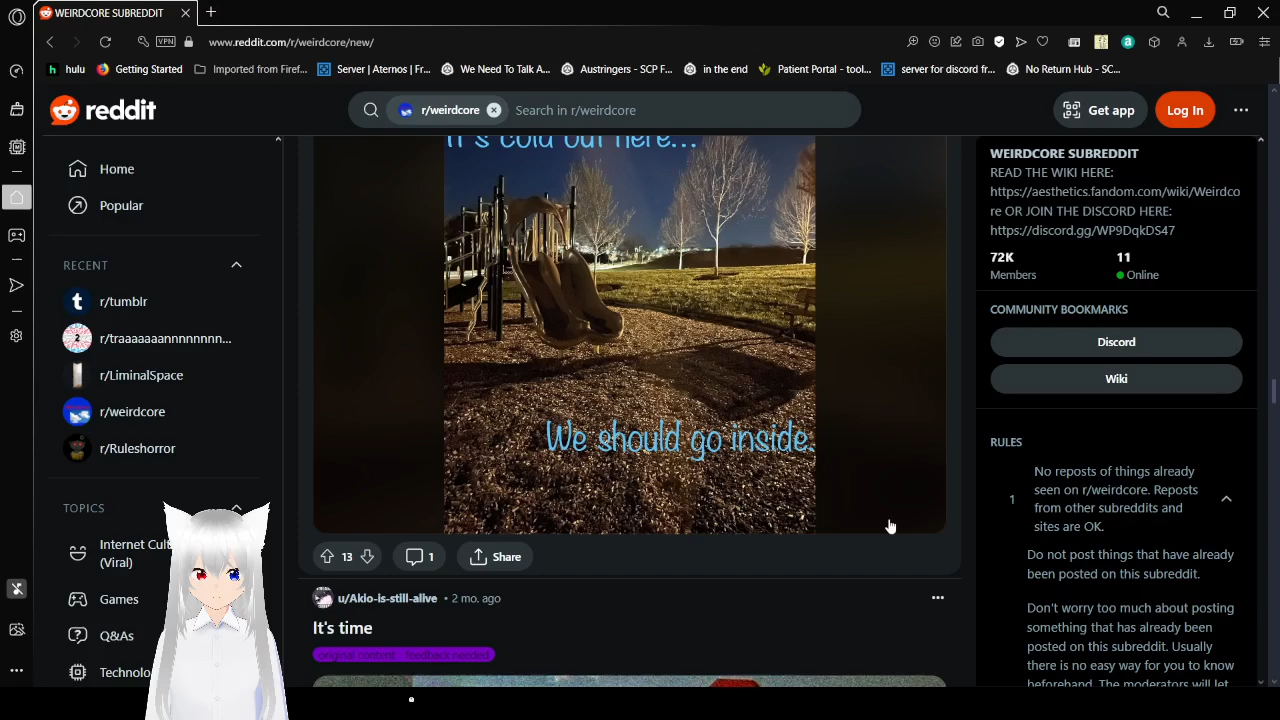 WEIRDCORE SUBREDDIT
VPN
www.reddit.com/r/weirdcore/new/
hulu
Getting Started
Imported from Firef...
Server | Aternos | Fr...
We Need To Talk A...
Austringers - SCP F...
in the end
Patient Portal - tool...
server for discord fr...
No Return Hub - SC...
reddit
r/weirdcore
Search in r/weirdcore
Get app
Log In
Home
Popular
RECENT
r/tumblr
r/traaaaaaannnnnnnn...
r/LiminalSpace
r/weirdcore
r/Ruleshorror
TOPICS
Internet Cult
(Viral)
Games
Q&As
Technolo
It's cold out here...
We should go inside.
13
1
Share
u/Akio-is-still-alive • 2 mo. ago
It's time
original content - feedback needed
WEIRDCORE SUBREDDIT
READ THE WIKI HERE:
https://aesthetics.fandom.com/wiki/Weirdco
re OR JOIN THE DISCORD HERE:
https://discord.gg/WP9DqkDS47
72K
Members
11
Online
COMMUNITY BOOKMARKS
Discord
Wiki
RULES
1
No reposts of things already
seen on r/weirdcore. Reposts
from other subreddits and
sites are OK.
Do not post things that have already
been posted on this subreddit.
Don't worry too much about posting
something that has already been
posted on this subreddit. Usually
there is no easy way for you to know
beforehand. The moderators will let